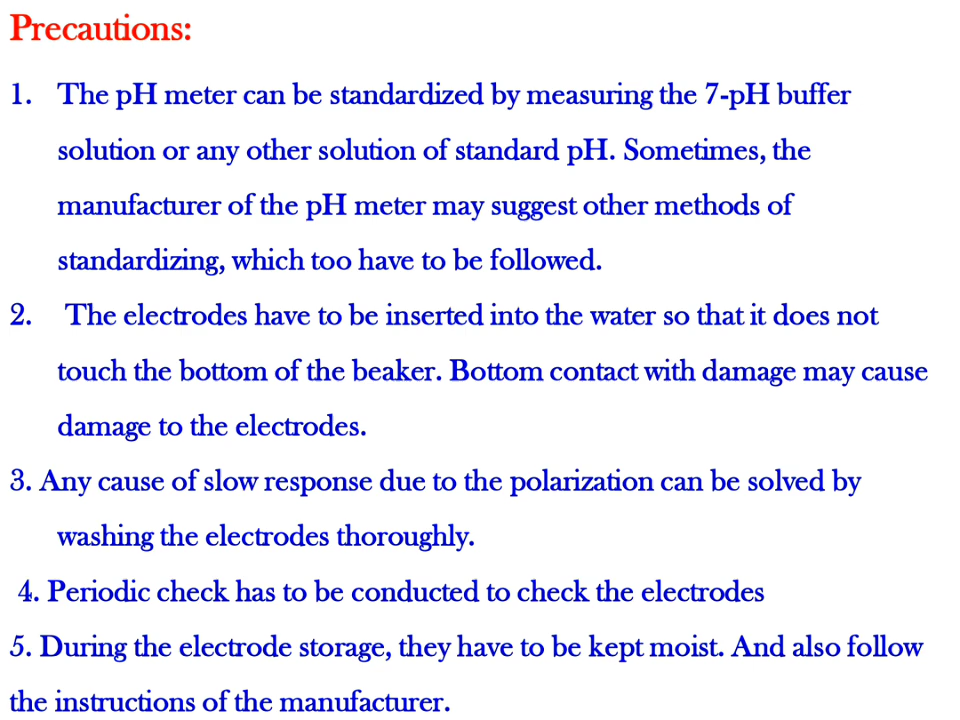 Precautions:
1. The pH meter can be standardized by measuring the 7-pH buffer
solution or any other solution of standard pH. Sometimes, the
manufacturer of the pH meter may suggest other methods of
standardizing, which too have to be followed.
2. The electrodes have to be inserted into the water so that it does not
touch the bottom of the beaker. Bottom contact with damage may cause
damage to the electrodes.
3. Any cause of slow response due to the polarization can be solved by
washing the electrodes thoroughly.
4. Periodic check has to be conducted to check the electrodes
5. During the electrode storage, they have to be kept moist. And also follow
the instructions of the manufacturer.